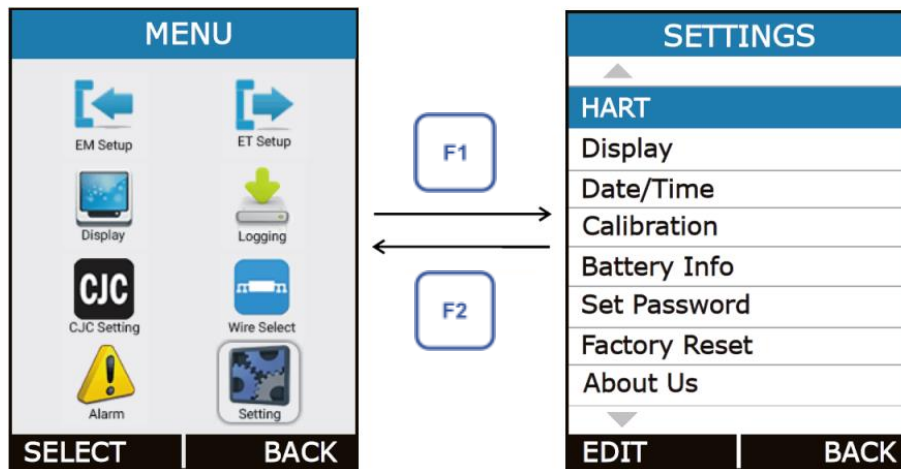 MENU
EM Setup
ET Setup
Display
Logging
CJC
CJC Setting
Wire Select
Alarm
Setting
SELECT
BACK
F1
F2
SETTINGS
HART
Display
Date/Time
Calibration
Battery Info
Set Password
Factory Reset
About Us
EDIT
BACK